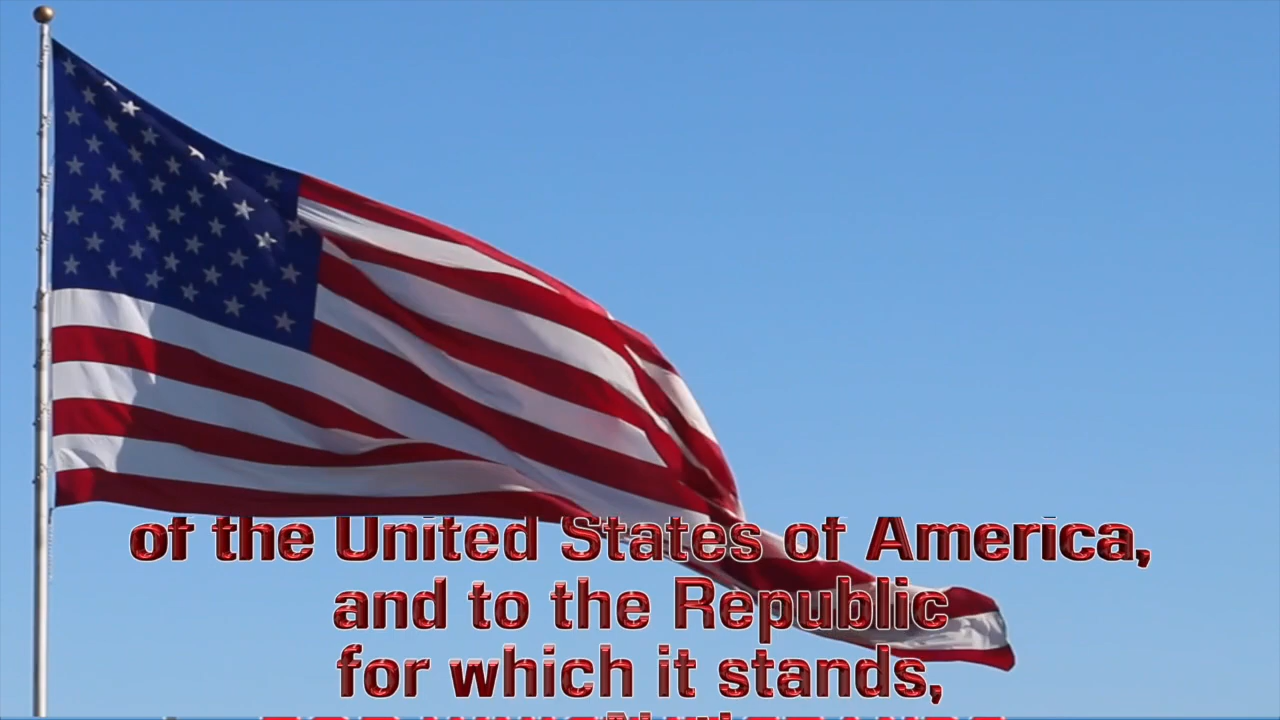 of the United States of America,
and to the Republic
for which it stands,